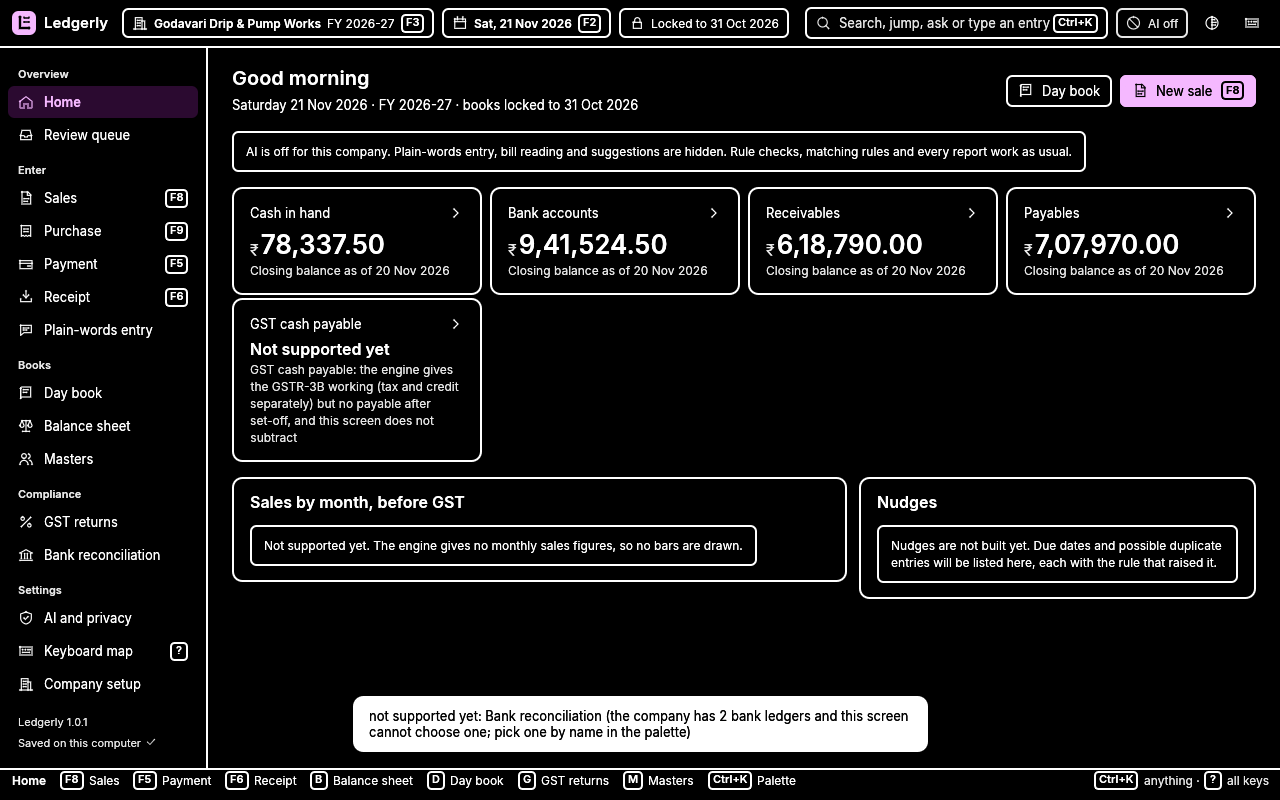 Ledgerly
Godavari Drip & Pump Works FY 2026-27 F3
Sat, 21 Nov 2026 F2
Locked to 31 Oct 2026
Search, jump, ask or type an entry Ctrl+K
AI off
Overview
Home
Review queue
Enter
Sales F8
Purchase F9
Payment F5
Receipt F6
Plain-words entry
Books
Day book
Balance sheet
Masters
Compliance
GST returns
Bank reconciliation
Settings
AI and privacy
Keyboard map ?
Company setup
Ledgerly 1.0.1
Saved on this computer
Good morning
Saturday 21 Nov 2026 · FY 2026-27 · books locked to 31 Oct 2026
Day book
New sale F8
AI is off for this company. Plain-words entry, bill reading and suggestions are hidden. Rule checks, matching rules and every report work as usual.
Cash in hand
₹78,337.50
Closing balance as of 20 Nov 2026
Bank accounts
₹9,41,524.50
Closing balance as of 20 Nov 2026
Receivables
₹6,18,790.00
Closing balance as of 20 Nov 2026
Payables
₹7,07,970.00
Closing balance as of 20 Nov 2026
GST cash payable
Not supported yet
GST cash payable: the engine gives
the GSTR-3B working (tax and credit
separately) but no payable after
set-off, and this screen does not
subtract
Sales by month, before GST
Not supported yet. The engine gives no monthly sales figures, so no bars are drawn.
Nudges
Nudges are not built yet. Due dates and possible duplicate
entries will be listed here, each with the rule that raised it.
not supported yet: Bank reconciliation (the company has 2 bank ledgers and this screen
cannot choose one; pick one by name in the palette)
Home F8 Sales F5 Payment F6 Receipt B Balance sheet D Day book G GST returns M Masters Ctrl+K Palette
Ctrl+K anything · ? all keys